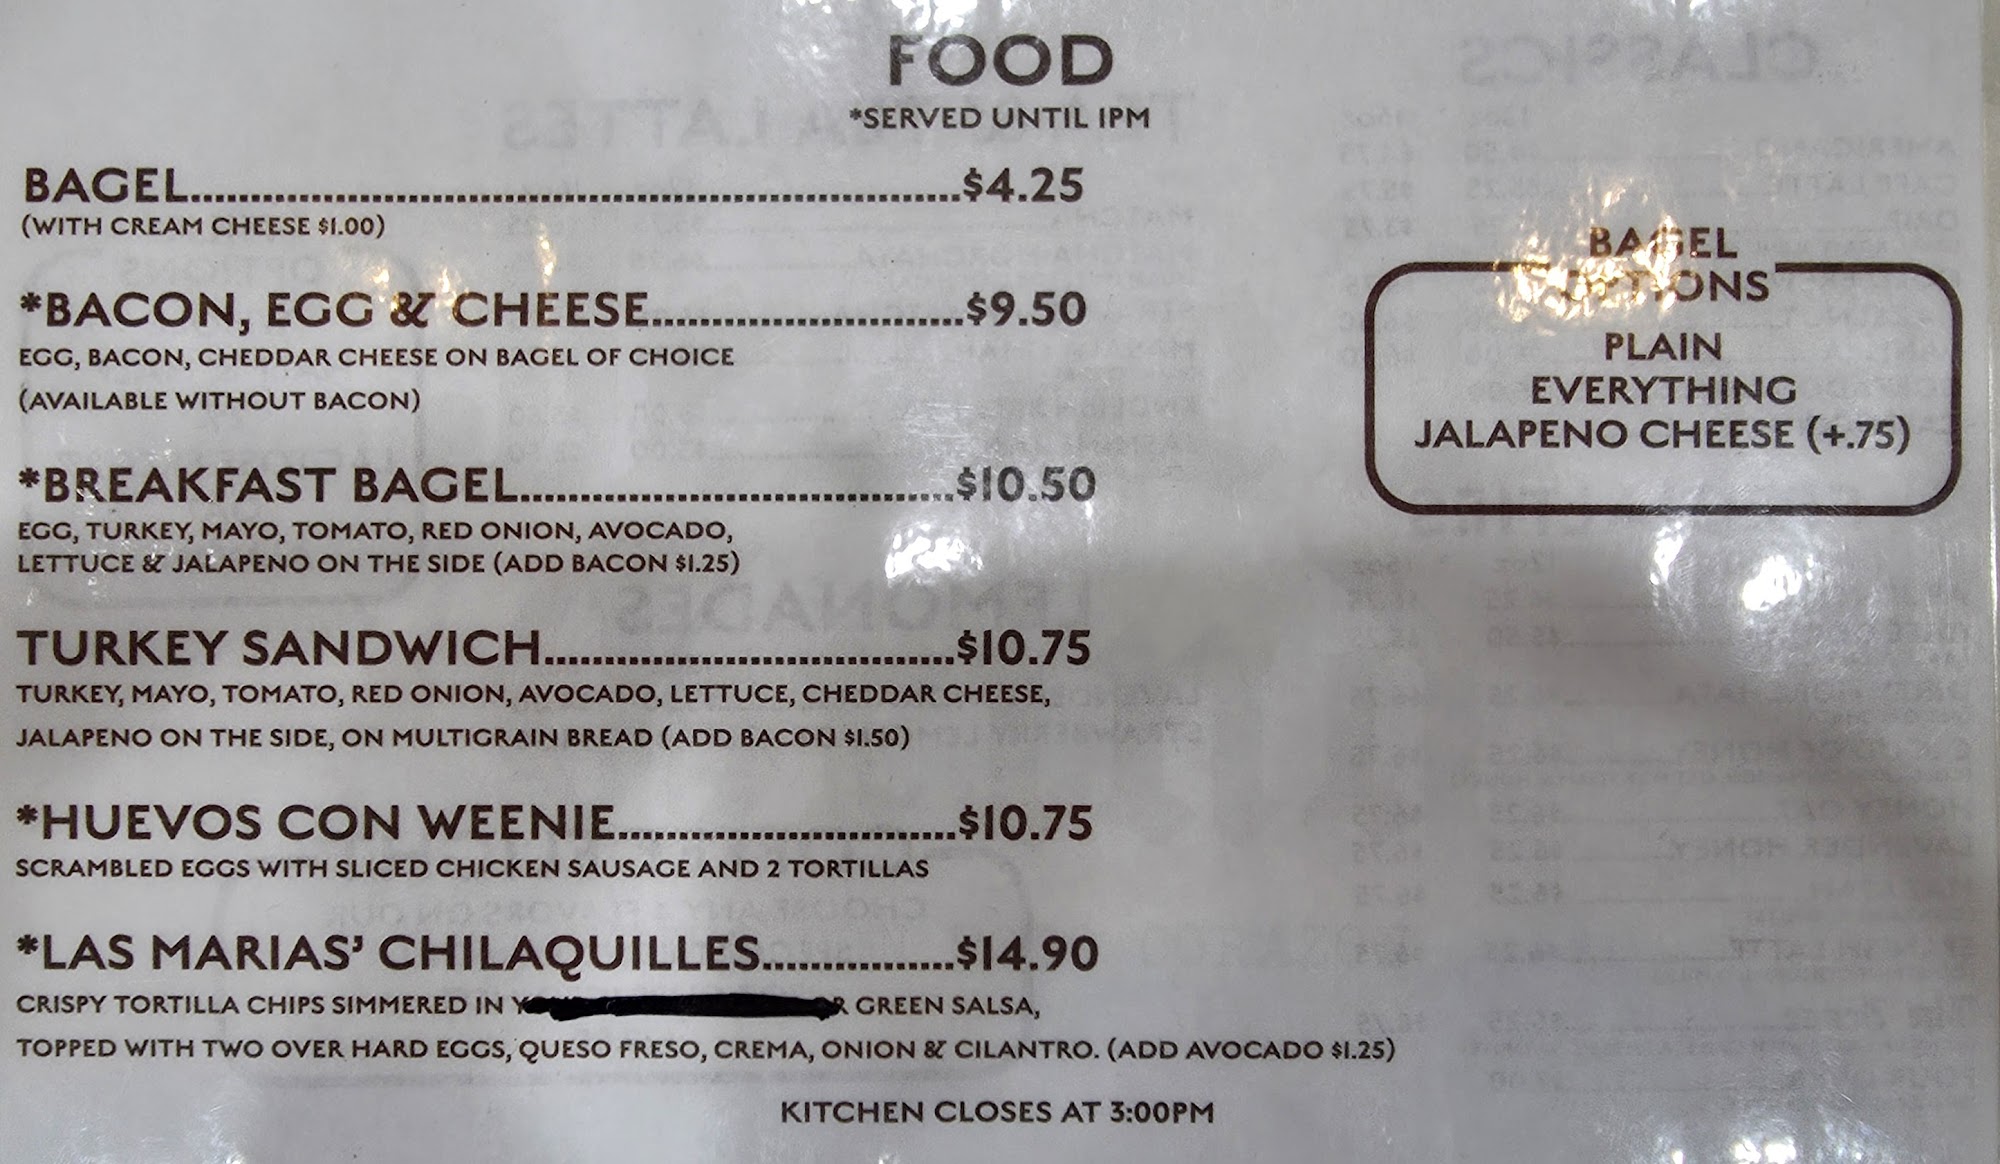 FOOD
*SERVED UNTIL 1PM
BAGEL......................................................................$4.25
(WITH CREAM CHEESE $1.00)
*BACON, EGG & CHEESE............................$9.50
EGG, BACON, CHEDDAR CHEESE ON BAGEL OF CHOICE
(AVAILABLE WITHOUT BACON)
*BREAKFAST BAGEL.......................................$10.50
EGG, TURKEY, MAYO, TOMATO, RED ONION, AVOCADO,
LETTUCE & JALAPENO ON THE SIDE (ADD BACON $1.25)
TURKEY SANDWICH.....................................$10.75
TURKEY, MAYO, TOMATO, RED ONION, AVOCADO, LETTUCE, CHEDDAR CHEESE,
JALAPENO ON THE SIDE, ON MULTIGRAIN BREAD (ADD BACON $1.50)
*HUEVOS CON WEENIE...............................$10.75
SCRAMBLED EGGS WITH SLICED CHICKEN SAUSAGE AND 2 TORTILLAS
*LAS MARIAS' CHILAQUILLES.................$14.90
CRISPY TORTILLA CHIPS SIMMERED IN GREEN SALSA,
TOPPED WITH TWO OVER HARD EGGS, QUESO FRESO, CREMA, ONION & CILANTRO. (ADD AVOCADO $1.25)
KITCHEN CLOSES AT 3:00PM
BAGEL
OPTIONS
PLAIN
EVERYTHING
JALAPENO CHEESE (+.75)